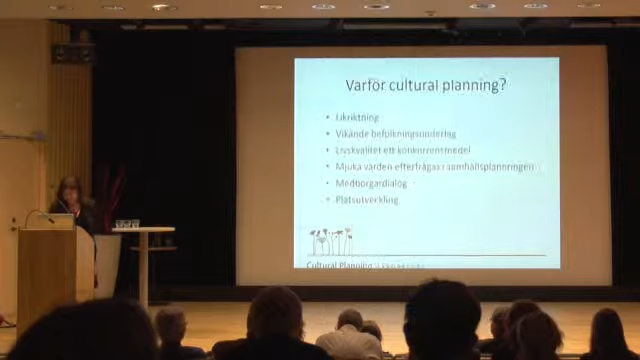 Varför cultural planning?
• Likriktning
• Vikande befolkningsunderlag
• Livskvalitet ett konkurrensmedel
• Mjuka värden efterfrågas i samhällsplaneringen
• Medborgardialog
• Platsutveckling
Cultural Planning